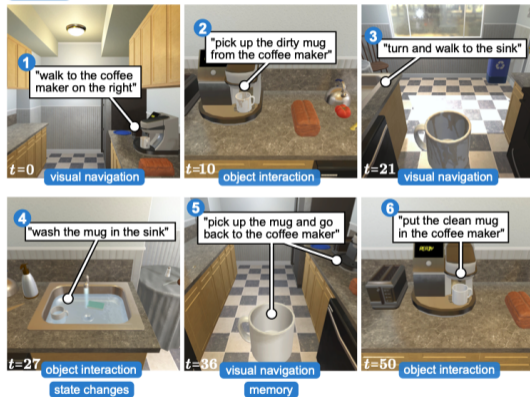 1
"walk to the coffee
maker on the right"
t=0
visual navigation
2
"pick up the dirty mug
from the coffee maker"
t=10
object interaction
3
"turn and walk to the sink"
t=21
visual navigation
4
"wash the mug in the sink"
t=27
object interaction
state changes
5
"pick up the mug and go
back to the coffee maker"
t=36
visual navigation
memory
6
"put the clean mug
in the coffee maker"
t=50
object interaction